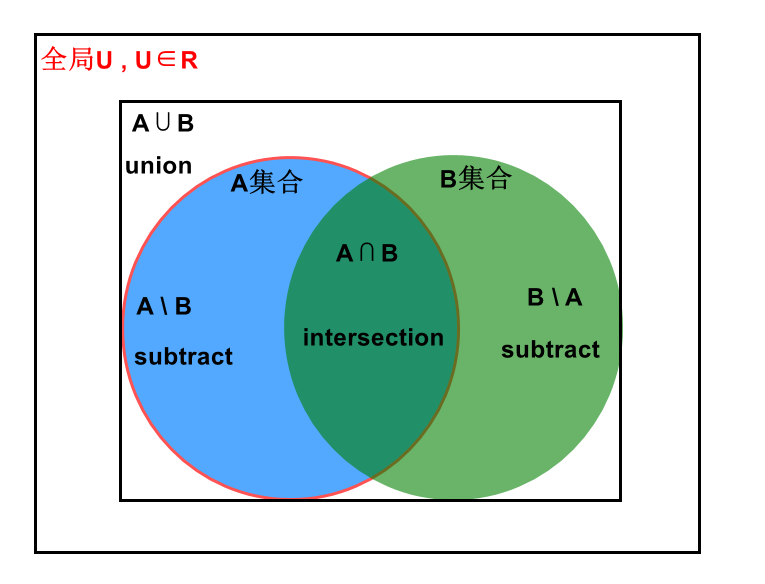 全局U , U∈R
A∪B
union
A集合
B集合
A∩B
A \ B
B \ A
intersection
subtract
subtract